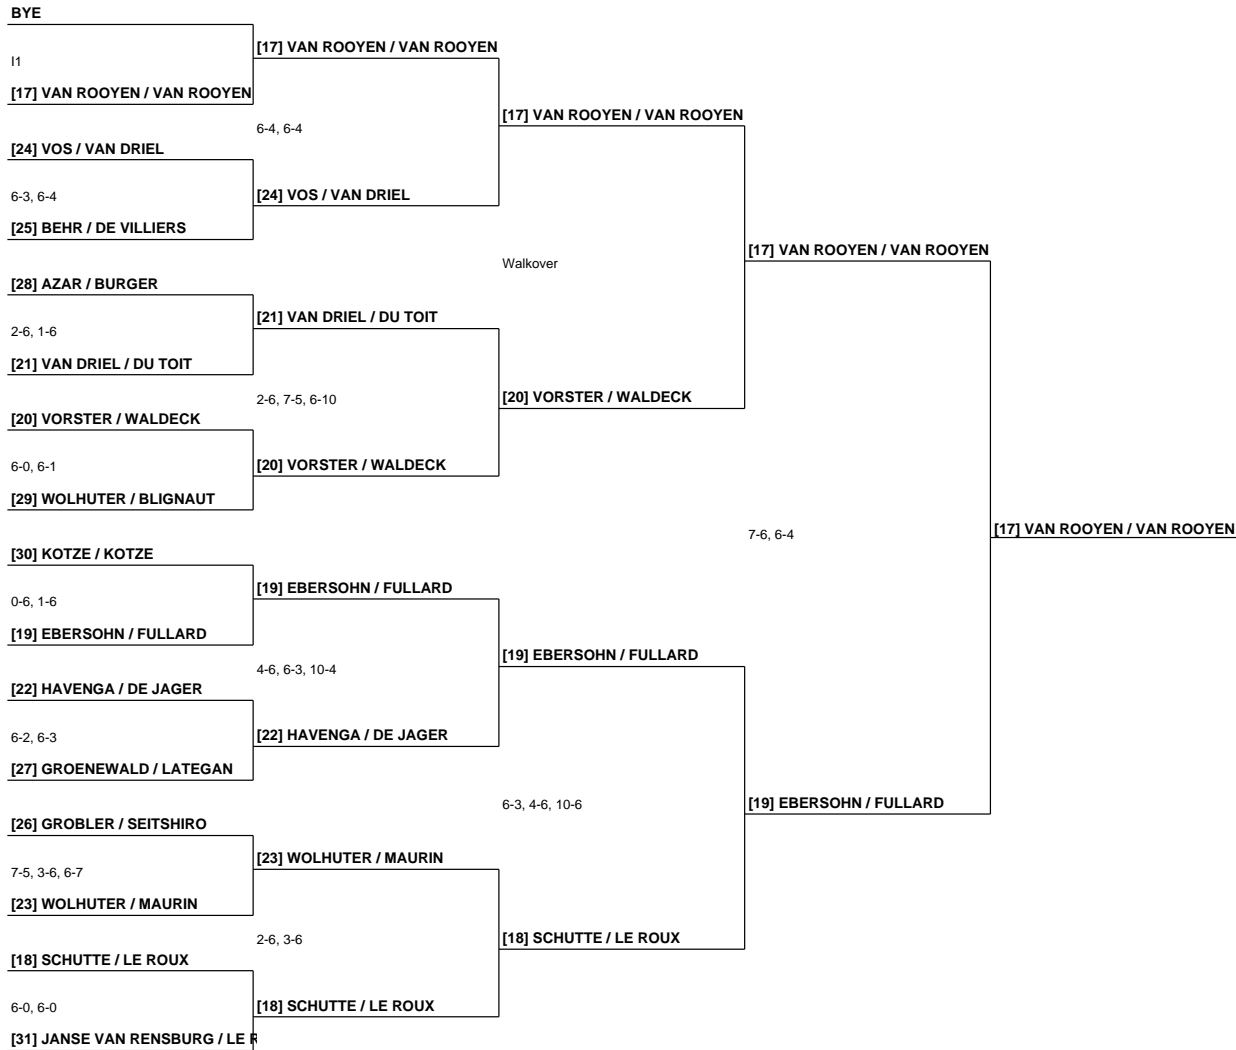 BYE
I1
[17] VAN ROOYEN / VAN ROOYEN
[24] VOS / VAN DRIEL
6-3, 6-4
[25] BEHR / DE VILLIERS
[28] AZAR / BURGER
2-6, 1-6
[21] VAN DRIEL / DU TOIT
[20] VORSTER / WALDECK
6-0, 6-1
[29] WOLHUTER / BLIGNAUT
[30] KOTZE / KOTZE
0-6, 1-6
[19] EBERSOHN / FULLARD
[22] HAVENGA / DE JAGER
6-2, 6-3
[27] GROENEWALD / LATEGAN
[26] GROBLER / SEITSHIRO
7-5, 3-6, 6-7
[23] WOLHUTER / MAURIN
[18] SCHUTTE / LE ROUX
6-0, 6-0
[31] JANSE VAN RENSBURG / LE
[17] VAN ROOYEN / VAN ROOYEN
6-4, 6-4
[24] VOS / VAN DRIEL
[21] VAN DRIEL / DU TOIT
2-6, 7-5, 6-10
[20] VORSTER / WALDECK
[19] EBERSOHN / FULLARD
4-6, 6-3, 10-4
[22] HAVENGA / DE JAGER
[23] WOLHUTER / MAURIN
2-6, 3-6
[18] SCHUTTE / LE ROUX
[17] VAN ROOYEN / VAN ROOYEN
Walkover
[20] VORSTER / WALDECK
[19] EBERSOHN / FULLARD
6-3, 4-6, 10-6
[18] SCHUTTE / LE ROUX
[17] VAN ROOYEN / VAN ROOYEN
7-6, 6-4
[19] EBERSOHN / FULLARD
[17] VAN ROOYEN / VAN ROOYEN